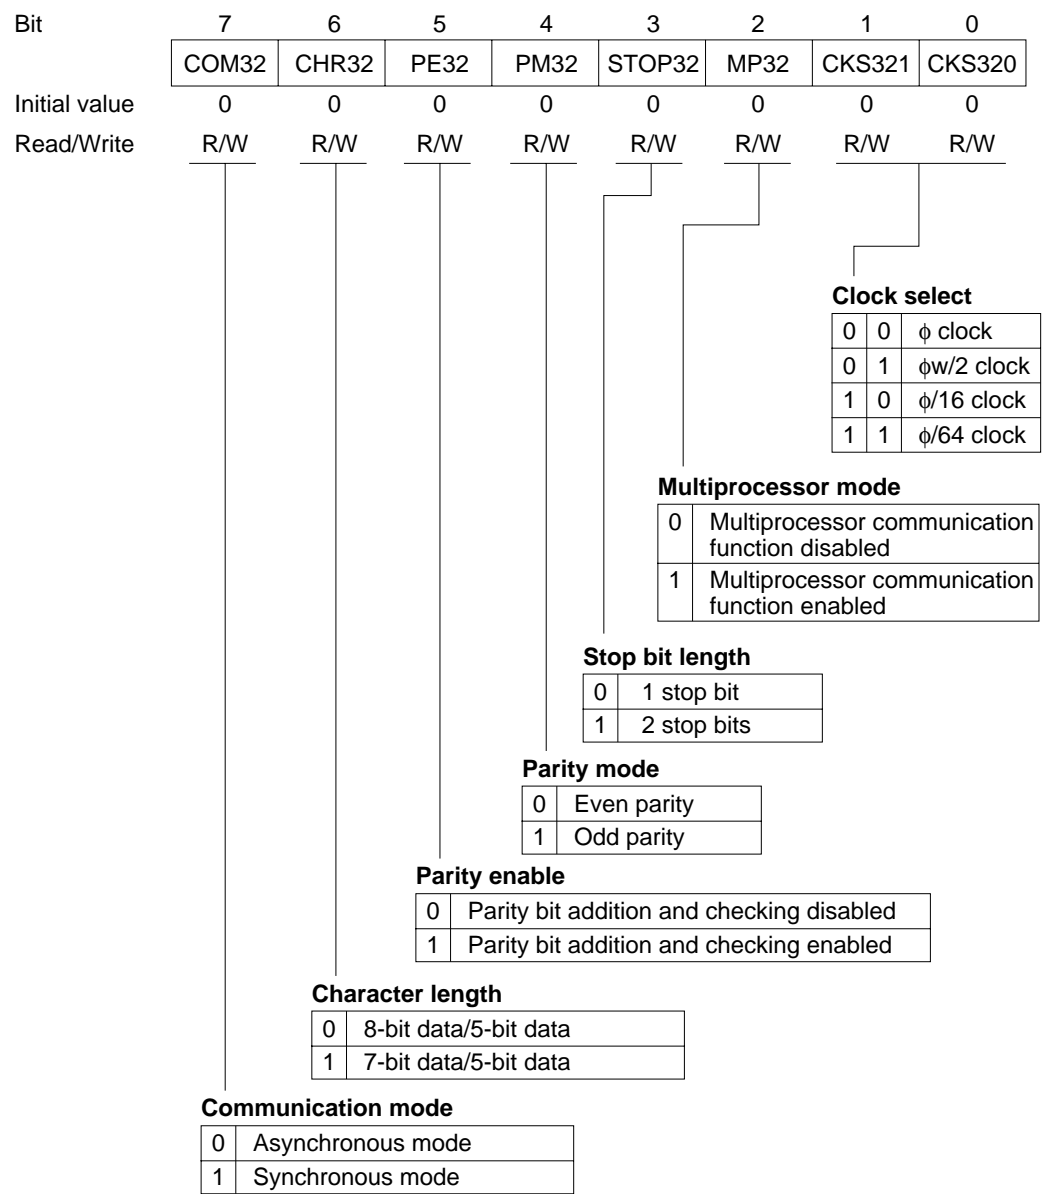 Bit 7 6 5 4 3 2 1 0
COM32 CHR32 PE32 PM32 STOP32 MP32 CKS321 CKS320
Initial value 0 0 0 0 0 0 0 0
Read/Write R/W R/W R/W R/W R/W R/W R/W R/W
Clock select
0 0 ϕ clock
0 1 ϕw/2 clock
1 0 ϕ/16 clock
1 1 ϕ/64 clock
Multiprocessor mode
0 Multiprocessor communication
function disabled
1 Multiprocessor communication
function enabled
Stop bit length
0 1 stop bit
1 2 stop bits
Parity mode
0 Even parity
1 Odd parity
Parity enable
0 Parity bit addition and checking disabled
1 Parity bit addition and checking enabled
Character length
0 8-bit data/5-bit data
1 7-bit data/5-bit data
Communication mode
0 Asynchronous mode
1 Synchronous mode